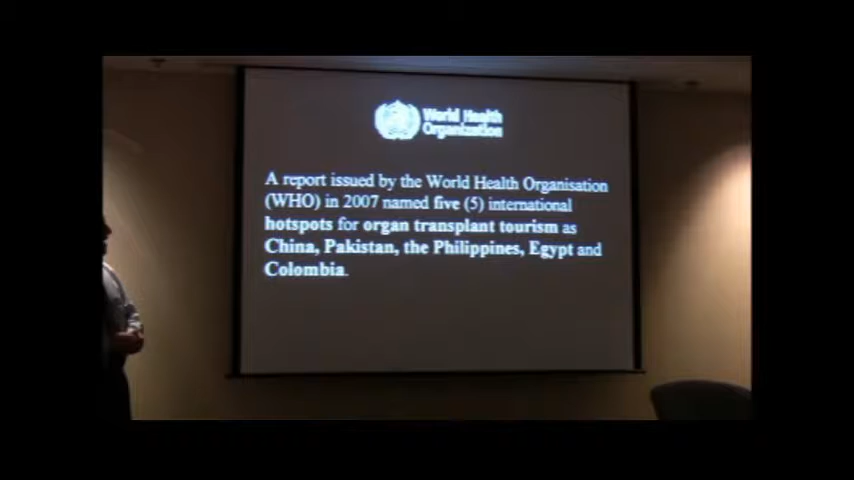 World Health
Organization
A report issued by the World Health Organisation
(WHO) in 2007 named five (5) international
hotspots for organ transplant tourism as
China, Pakistan, the Philippines, Egypt and
Colombia.